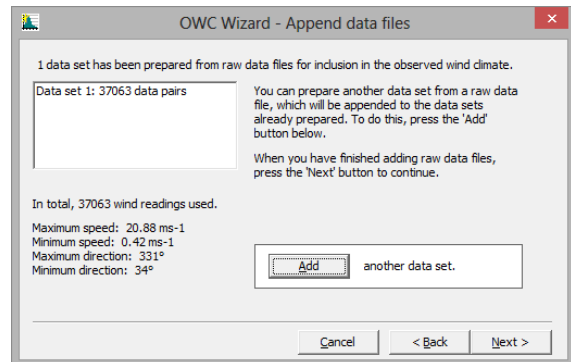 OWC Wizard - Append data files
1 data set has been prepared from raw data files for inclusion in the observed wind climate.
Data set 1: 37063 data pairs
You can prepare another data set from a raw data
file, which will be appended to the data sets
already prepared. To do this, press the 'Add'
button below.
When you have finished adding raw data files,
press the 'Next' button to continue.
In total, 37063 wind readings used.
Maximum speed: 20.88 ms-1
Minimum speed: 0.42 ms-1
Maximum direction: 331°
Minimum direction: 34°
Add another data set.
Cancel < Back Next >